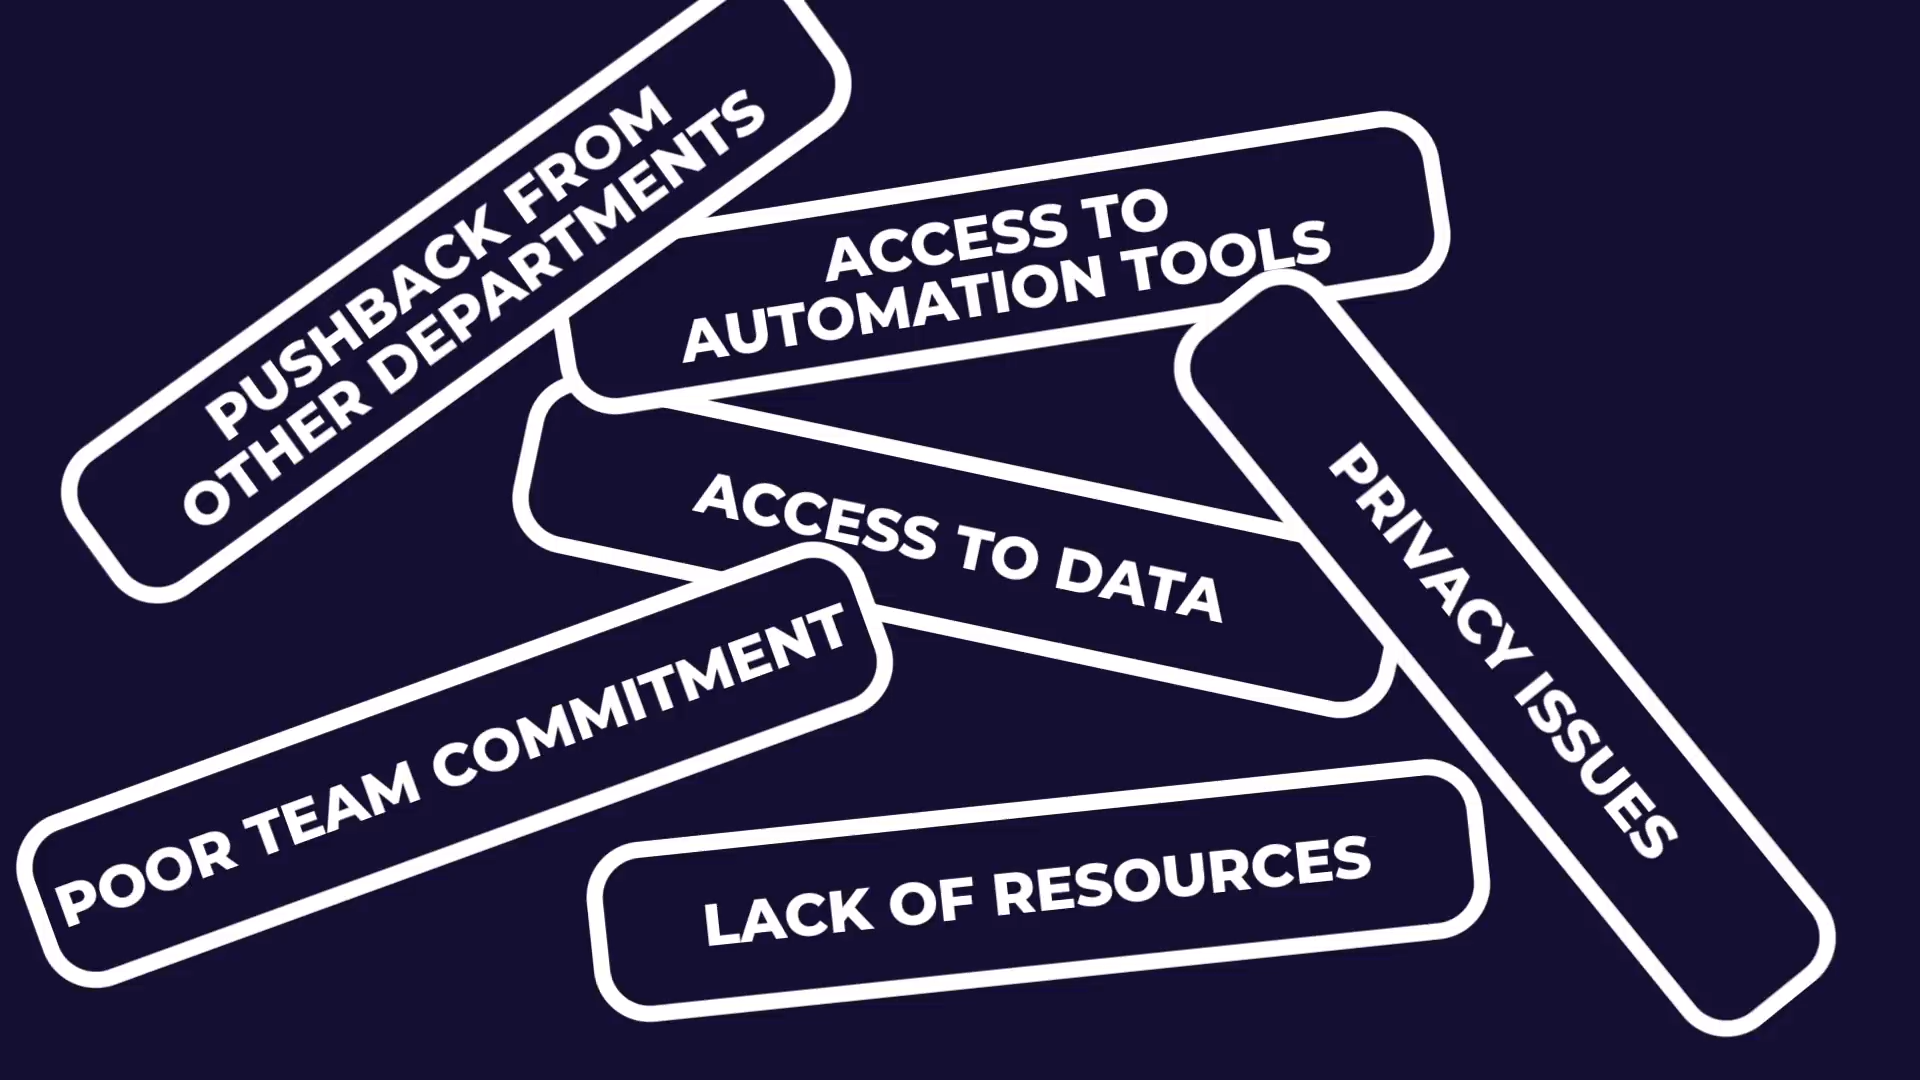 PUSHBACK FROM
OTHER DEPARTMENTS
ACCESS TO
AUTOMATION TOOLS
ACCESS TO DATA
PRIVACY ISSUES
POOR TEAM COMMITMENT
LACK OF RESOURCES